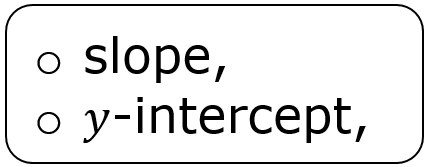 ○ slope,
○ y-intercept,